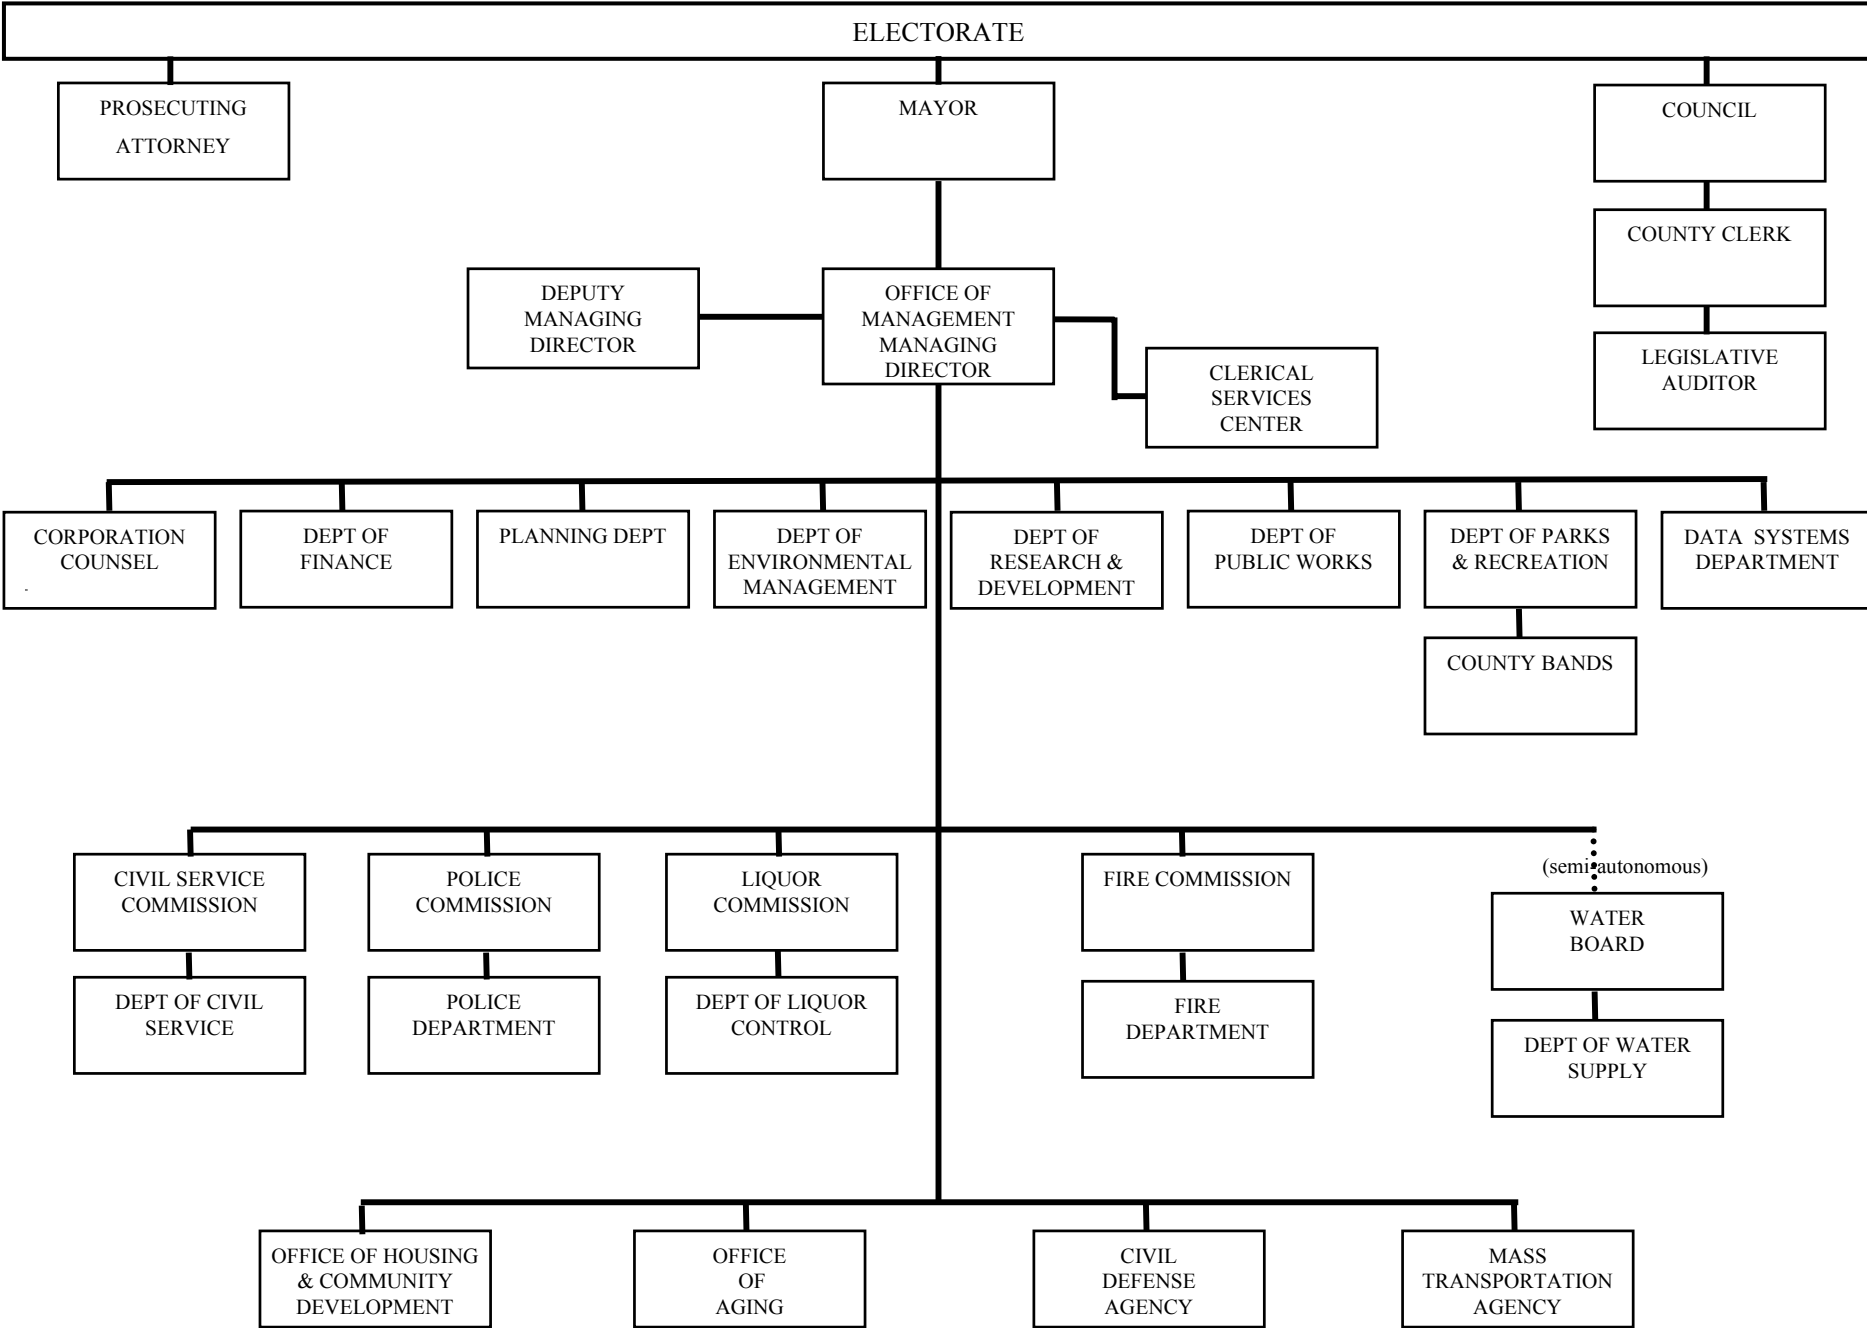 ELECTORATE
PROSECUTING
ATTORNEY
MAYOR
COUNCIL
COUNTY CLERK
DEPUTY
MANAGING
DIRECTOR
OFFICE OF
MANAGEMENT
MANAGING
DIRECTOR
CLERICAL
SERVICES
CENTER
LEGISLATIVE
AUDITOR
CORPORATION
COUNSEL
DEPT OF
FINANCE
PLANNING DEPT
DEPT OF
ENVIRONMENTAL
MANAGEMENT
DEPT OF
RESEARCH &
DEVELOPMENT
DEPT OF
PUBLIC WORKS
DEPT OF PARKS
& RECREATION
DATA SYSTEMS
DEPARTMENT
COUNTY BANDS
CIVIL SERVICE
COMMISSION
POLICE
COMMISSION
LIQUOR
COMMISSION
FIRE COMMISSION
(semi-autonomous)
WATER
BOARD
DEPT OF CIVIL
SERVICE
POLICE
DEPARTMENT
DEPT OF LIQUOR
CONTROL
FIRE
DEPARTMENT
DEPT OF WATER
SUPPLY
OFFICE OF HOUSING
& COMMUNITY
DEVELOPMENT
OFFICE
OF
AGING
CIVIL
DEFENSE
AGENCY
MASS
TRANSPORTATION
AGENCY